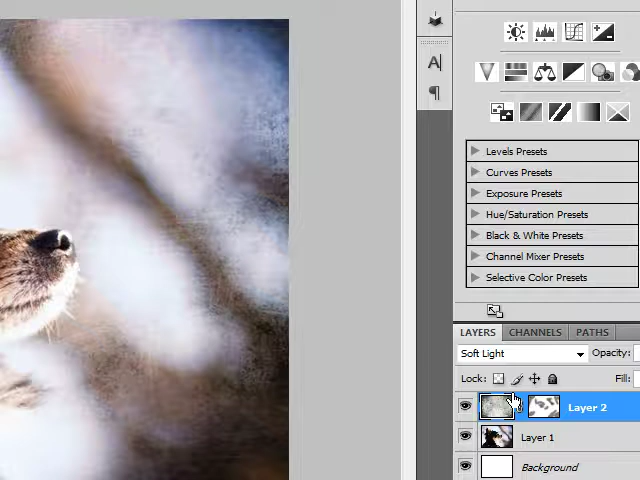 A
¶
Levels Presets
Curves Presets
Exposure Presets
Hue/Saturation Presets
Black & White Presets
Channel Mixer Presets
Selective Color Presets
LAYERS CHANNELS PATHS
Soft Light Opacity:
Lock: Fill:
Layer 2
Layer 1
Background